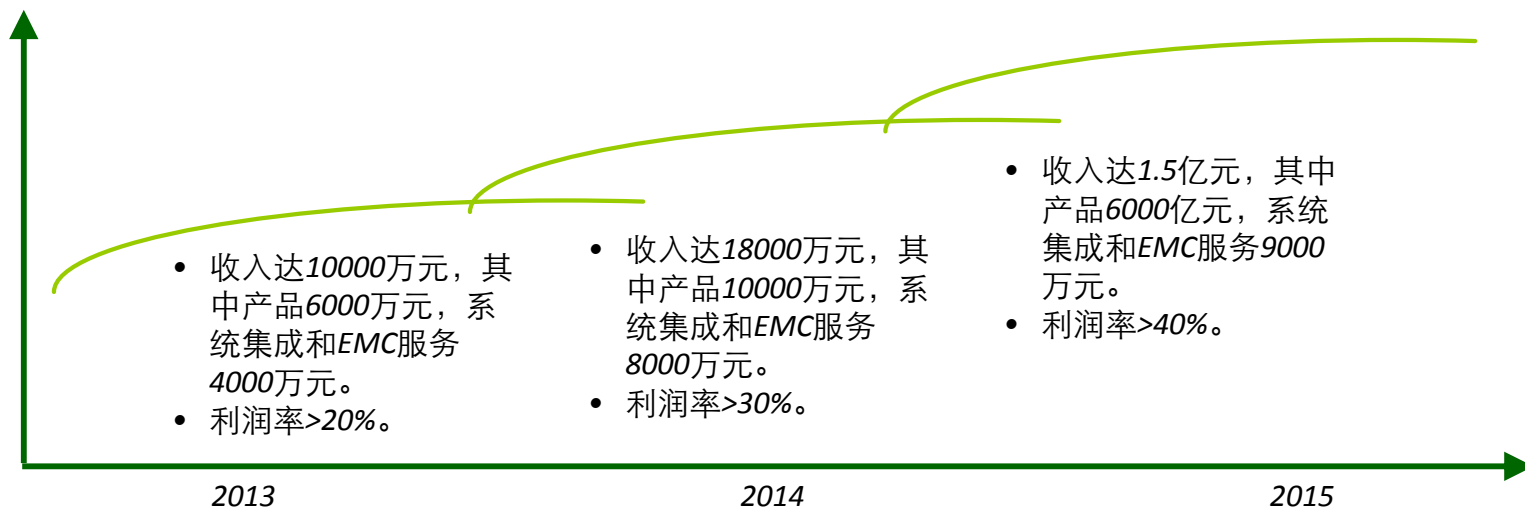 收入达10000万元，其
中产品6000万元，系
统集成和EMC服务
4000万元。
利润率>20%。
收入达18000万元，其
中产品10000万元，系
统集成和EMC服务
8000万元。
利润率>30%。
收入达1.5亿元，其中
产品6000亿元，系统
集成和EMC服务9000
万元。
利润率>40%。
2013
2014
2015